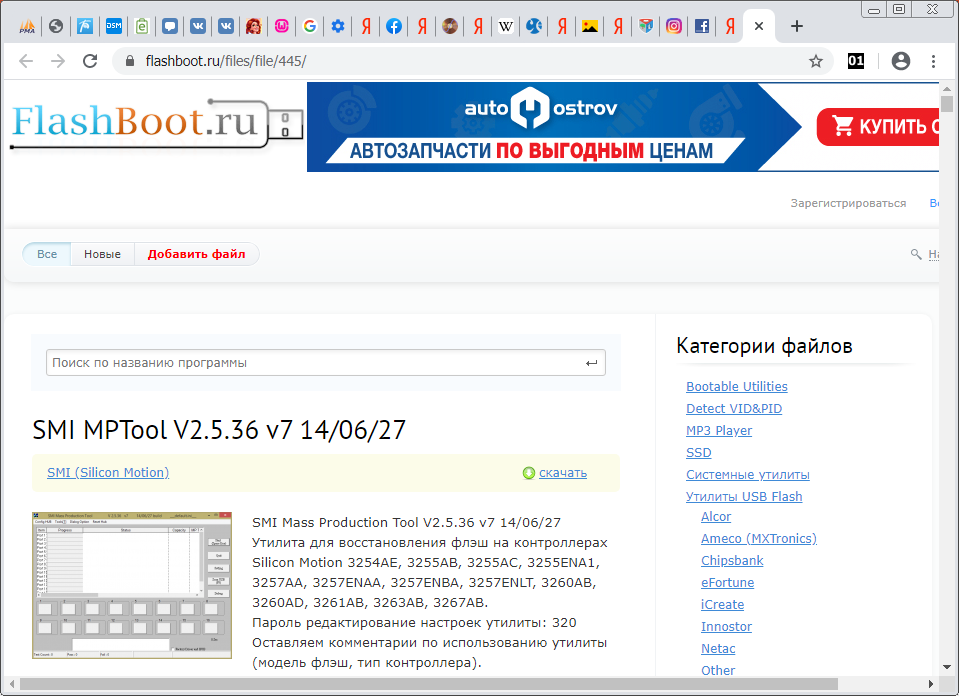 PMA
DSM
W
Я
01
flashboot.ru/files/file/445/
FlashBoot.ru
auto ostrov
АВТОЗАПЧАСТИ ПО ВЫГОДНЫМ ЦЕНАМ
КУПИТЬ
Зарегистрироваться
Все
Новые
Добавить файл
Поиск по названию программы
SMI MPTool V2.5.36 v7 14/06/27
SMI (Silicon Motion)
скачать
SMI Mass Production Tool V2.5.36 v7 14/06/27
Утилита для восстановления флэш на контроллерах
Silicon Motion 3254AE, 3255AB, 3255AC, 3255ENA1,
3257AA, 3257ENAA, 3257ENBA, 3257ENLT, 3260AB,
3260AD, 3261AB, 3263AB, 3267AB.
Пароль редактирование настроек утилиты: 320
Оставляем комментарии по использованию утилиты
(модель флэш, тип контроллера).
Категории файлов
Bootable Utilities
Detect VID&PID
MP3 Player
SSD
Системные утилиты
Утилиты USB Flash
Alcor
Ameco (MXTronics)
Chipsbank
eFortune
iCreate
Innostor
Netac
Other